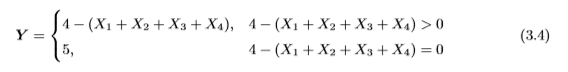 Y = { 4 − (X₁ + X₂ + X₃ + X₄), 4 − (X₁ + X₂ + X₃ + X₄) > 0
5, 4 − (X₁ + X₂ + X₃ + X₄) = 0 (3.4)